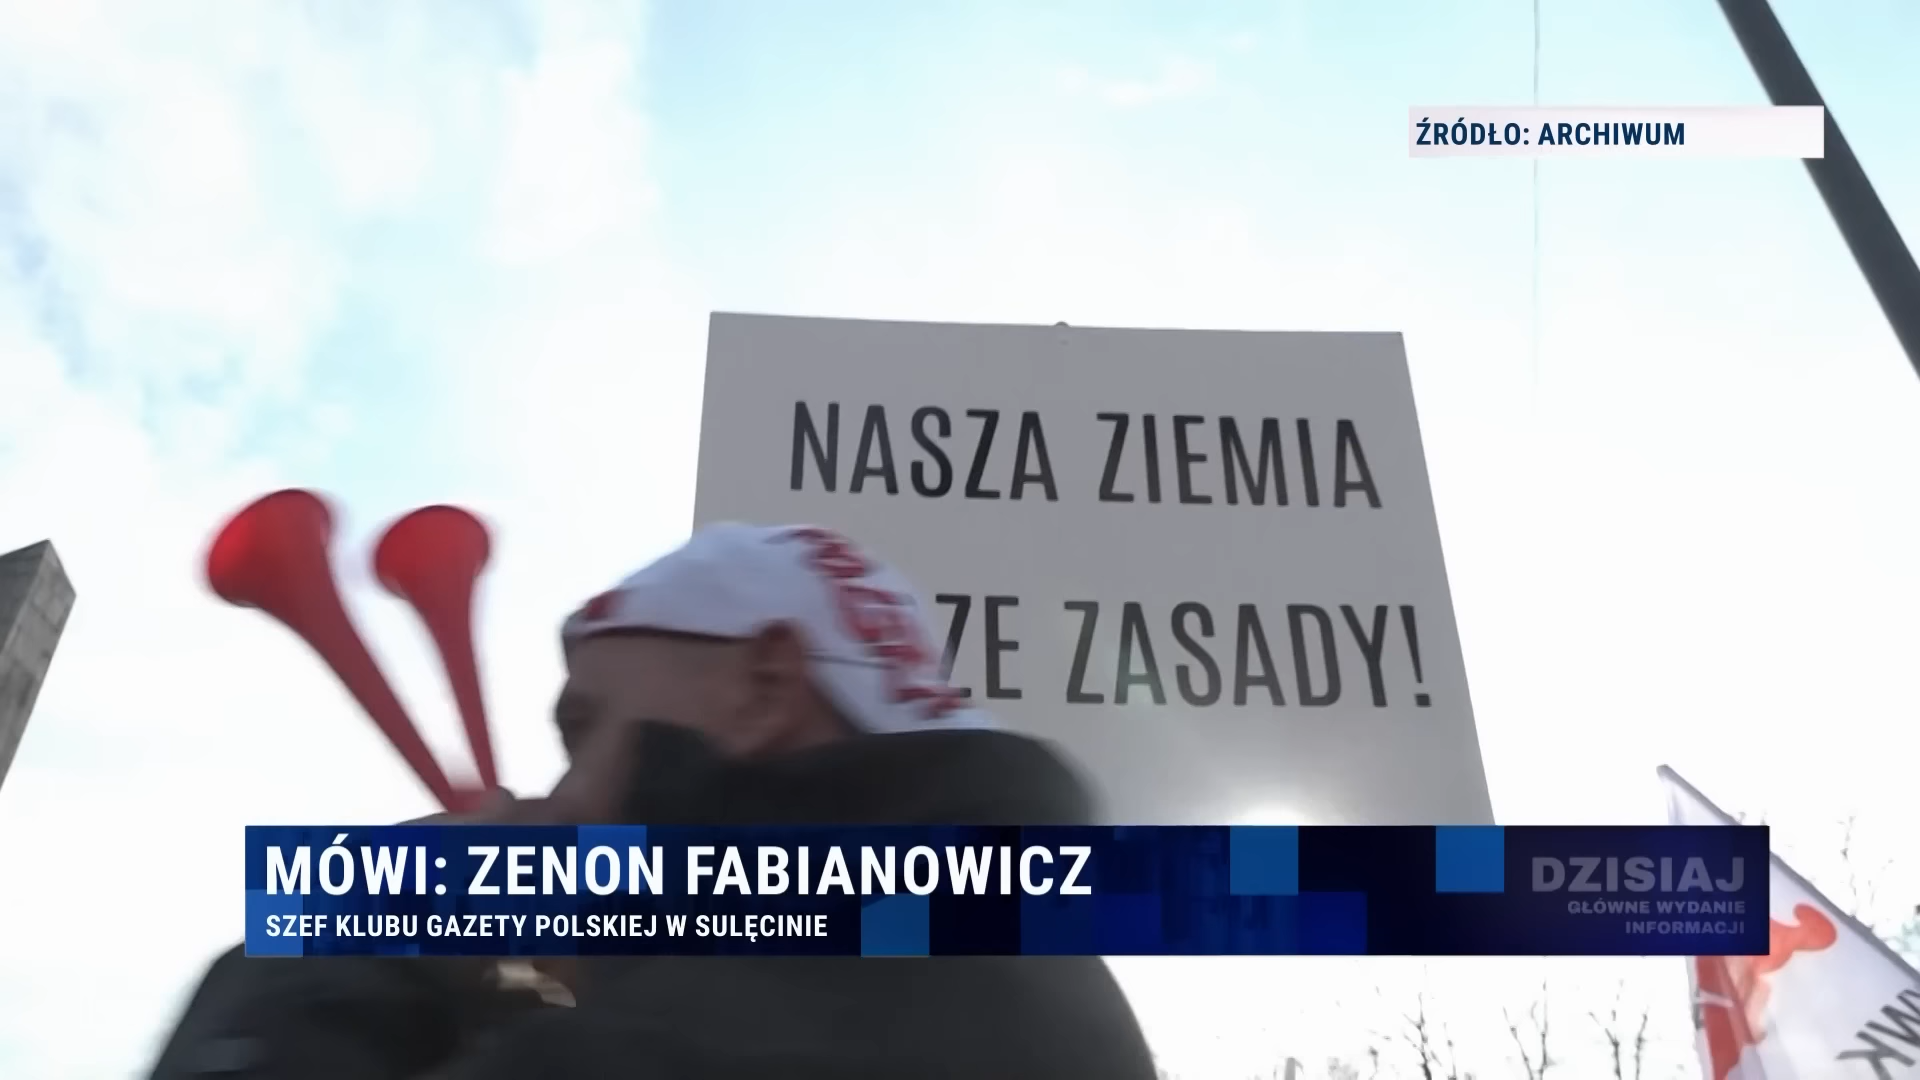 ŹRÓDŁO: ARCHIWUM
NASZA ZIEMIA
ZE ZASADY!
MÓWI: ZENON FABIANOWICZ
SZEF KLUBU GAZETY POLSKIEJ W SULĘCINIE
DZISIAJ
GŁÓWNE WYDANIE
INFORMACJI